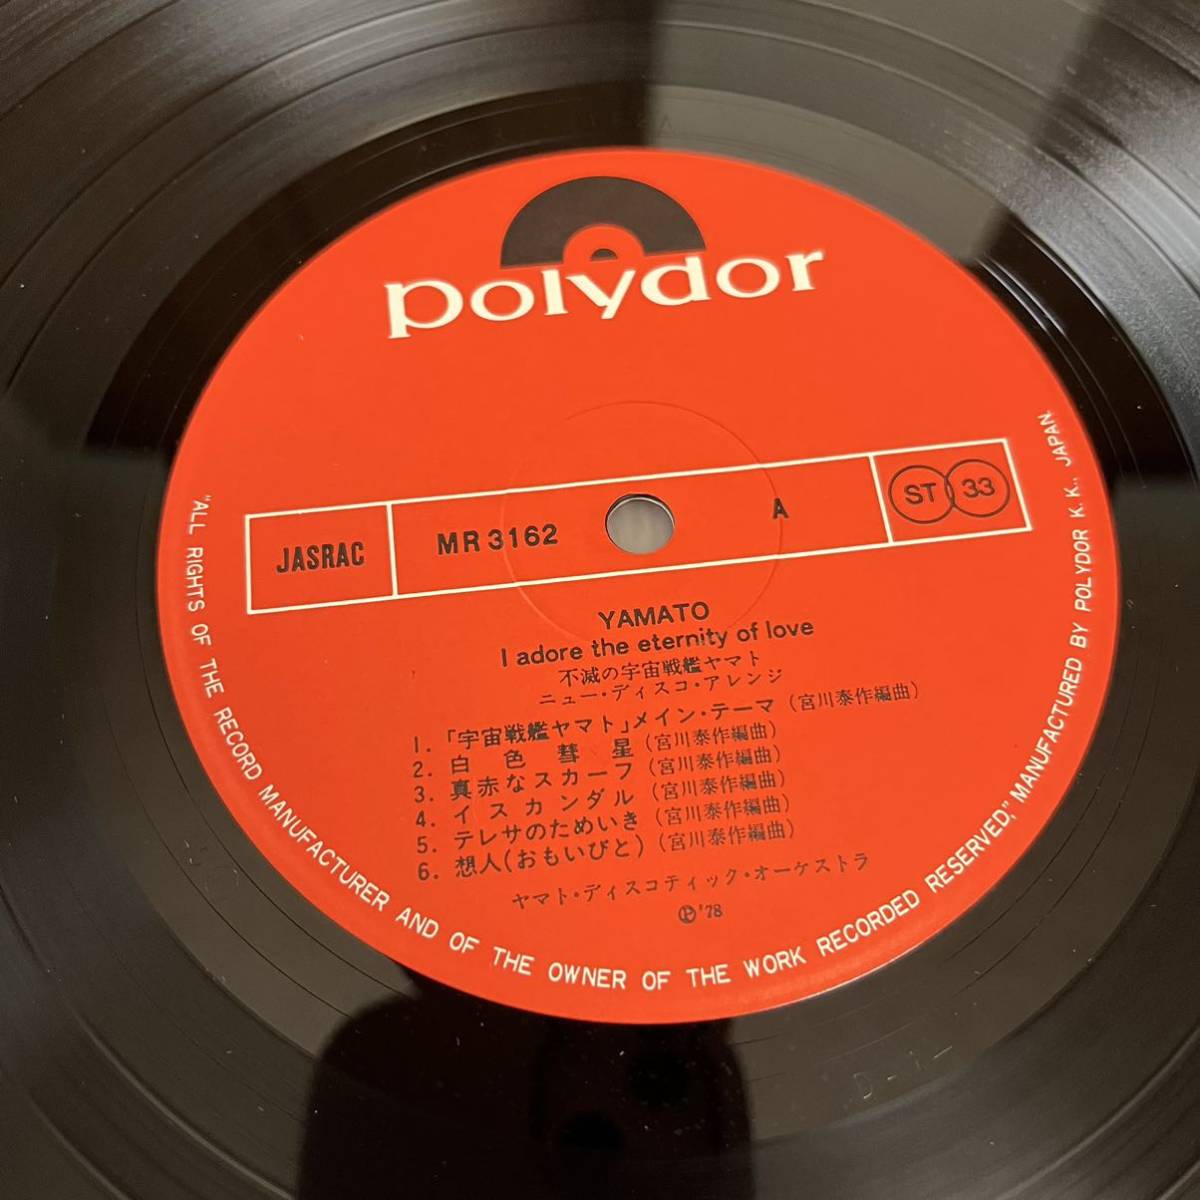 polydor
JASRAC
MR 3162
A
ST 33
YAMATO
I adore the eternity of love
不滅の宇宙戦艦ヤマト
ニュー・ディスコ・アレンジ
1. 「宇宙戦艦ヤマト」メイン・テーマ (宮川泰作編曲)
2. 白色彗星 (宮川泰作編曲)
3. 真赤なスカーフ (宮川泰作編曲)
4. イスカンダル (宮川泰作編曲)
5. テレサのためいき (宮川泰作編曲)
6. 想人(おもいびと) (宮川泰作編曲)
ヤマト・ディスコティック・オーケストラ
Ⓟ'78
"ALL RIGHTS OF THE RECORD MANUFACTURER AND OF THE OWNER OF THE WORK RECORDED RESERVED," MANUFACTURED BY POLYDOR K.K., JAPAN